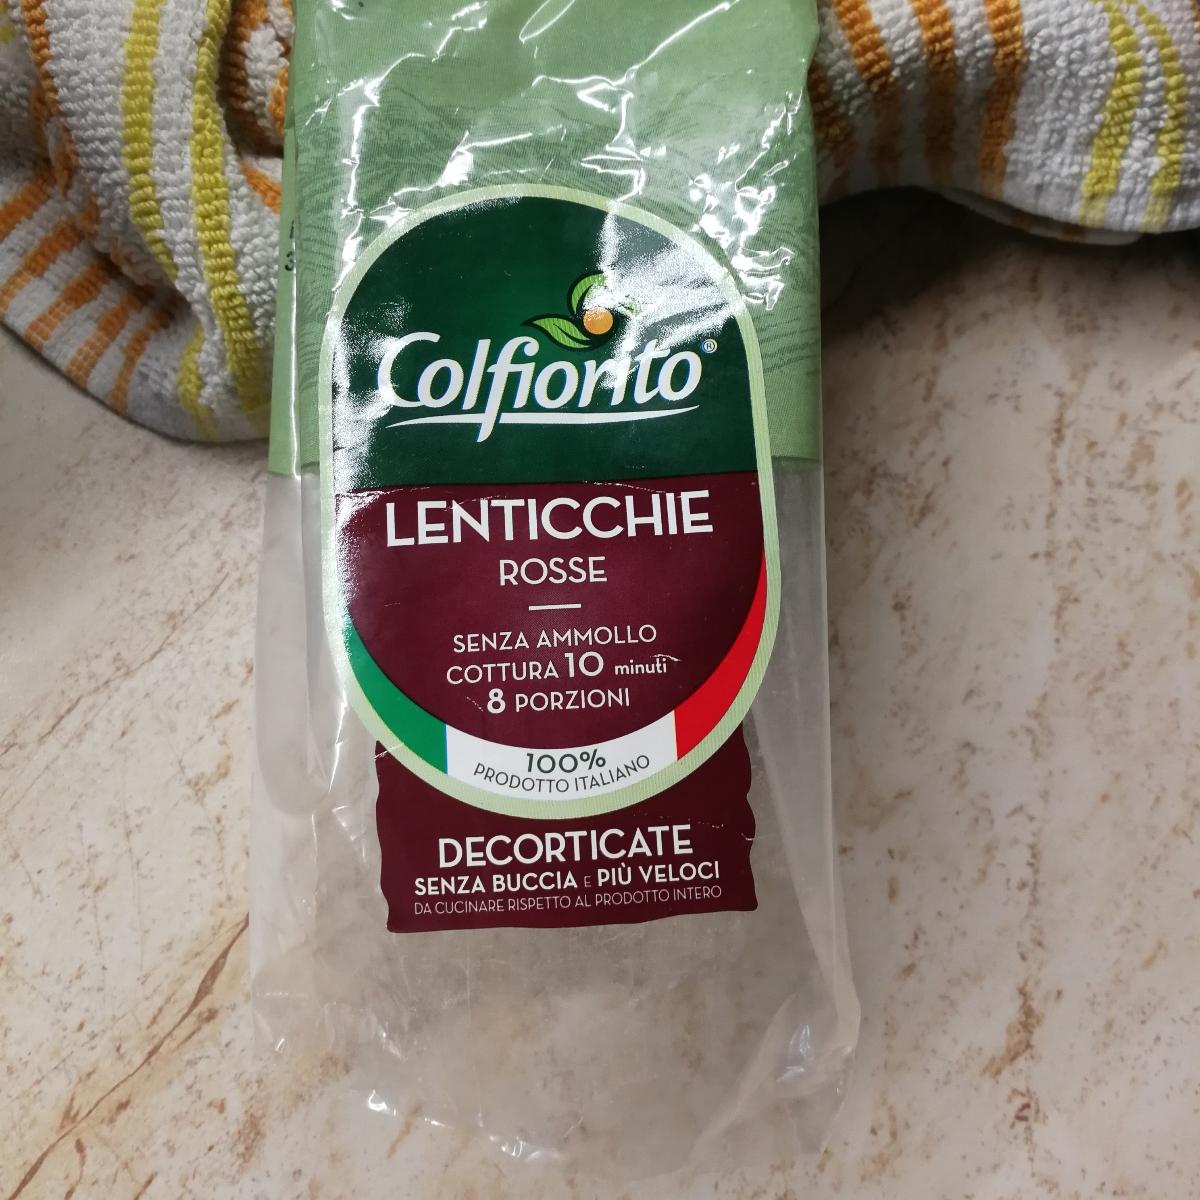 Colfiorito®
LENTICCHIE
ROSSE
SENZA AMMOLLO
COTTURA 10 minuti
8 PORZIONI
100%
PRODOTTO ITALIANO
DECORTICATE
SENZA BUCCIA E PIÙ VELOCI
DA CUCINARE RISPETTO AL PRODOTTO INTERO